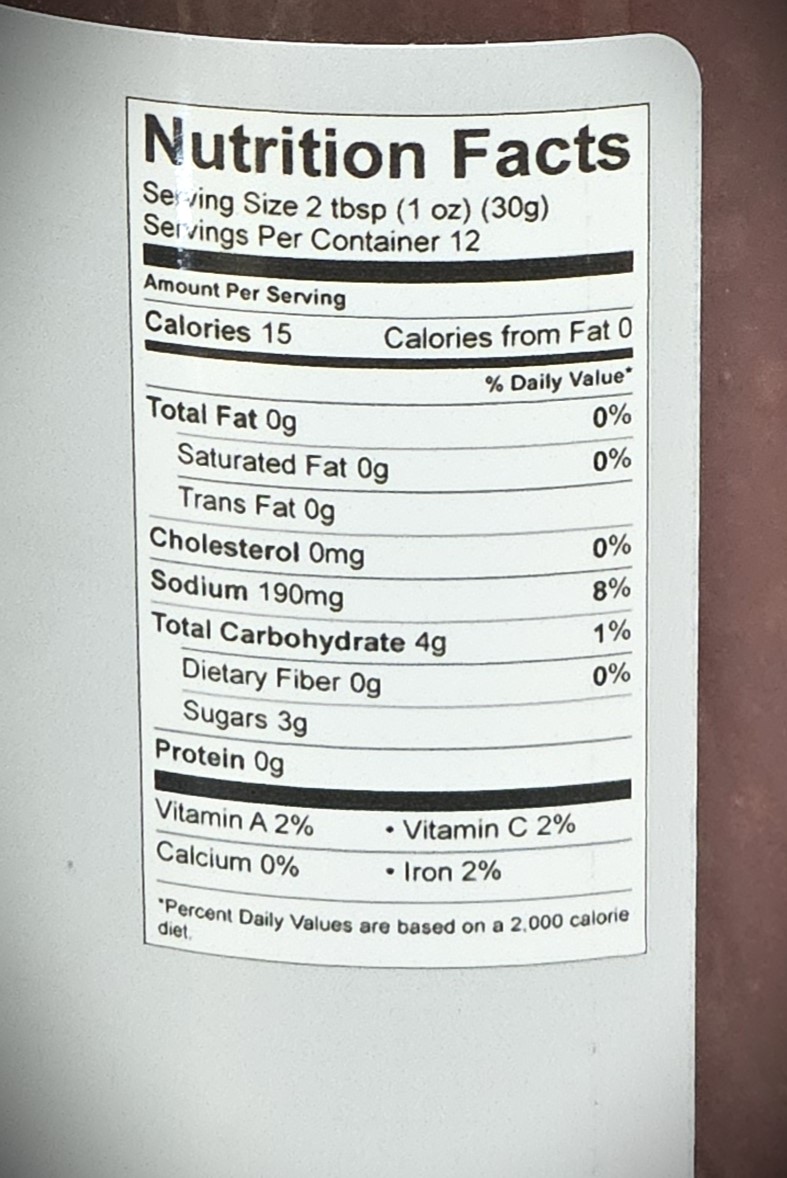 Nutrition Facts
Serving Size 2 tbsp (1 oz) (30g)
Servings Per Container 12
Amount Per Serving
Calories 15 Calories from Fat 0
% Daily Value*
Total Fat 0g 0%
Saturated Fat 0g 0%
Trans Fat 0g
Cholesterol 0mg 0%
Sodium 190mg 8%
Total Carbohydrate 4g 1%
Dietary Fiber 0g 0%
Sugars 3g
Protein 0g
Vitamin A 2% • Vitamin C 2%
Calcium 0% • Iron 2%
*Percent Daily Values are based on a 2,000 calorie
diet.